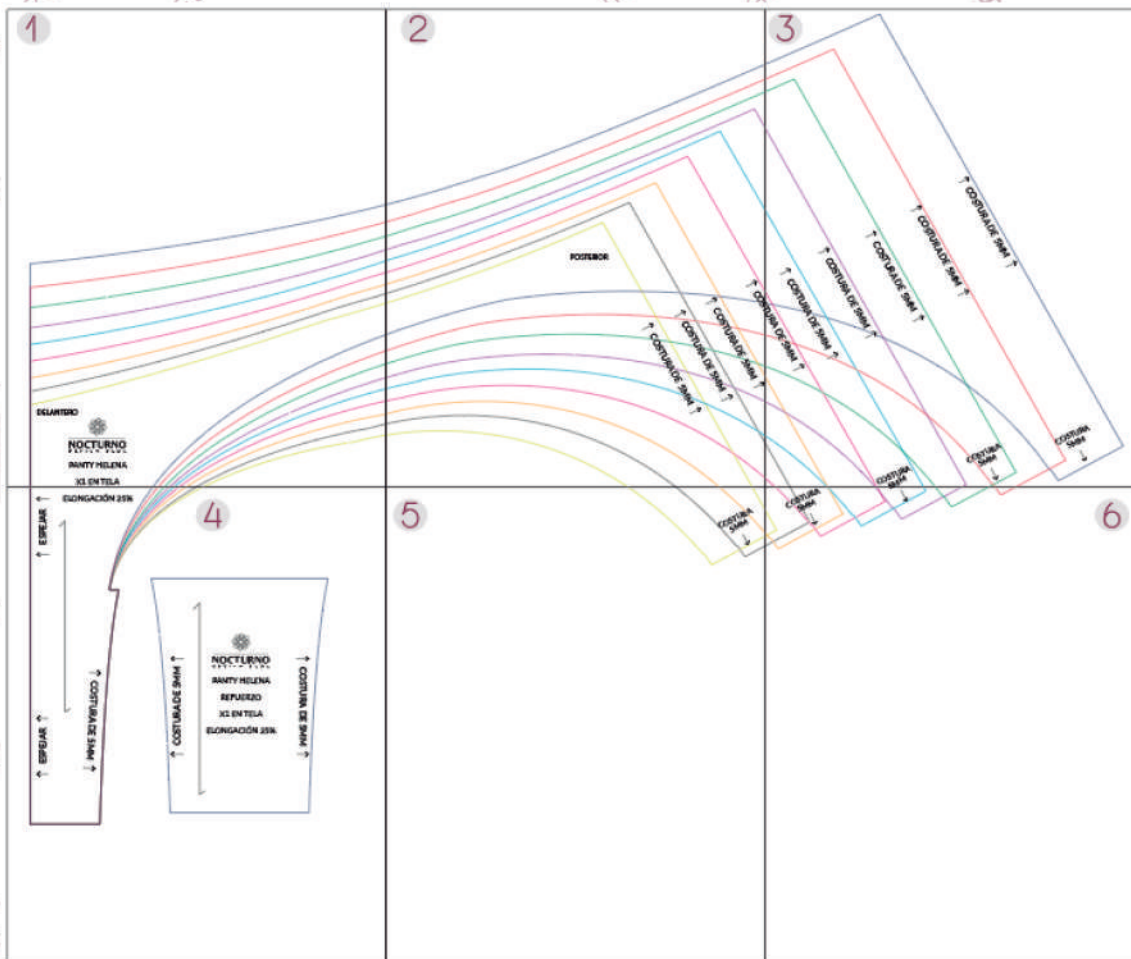 1
2
3
POSTERIOR
COSTURA DE 5MM
COSTURA DE 5MM
COSTURA DE 5MM
COSTURA DE 5MM
COSTURA DE 5MM
COSTURA DE 5MM
COSTURA DE 5MM
COSTURA DE 5MM
COSTURA DE 5MM
DELANTERO
NOCTURNO
PANTY HELENA
X1 EN TELA
ELONGACIÓN 25%
COSTURA
5MM
COSTURA
5MM
COSTURA
5MM
COSTURA
5MM
COSTURA
5MM
4
5
6
ESPEJAR
ESPEJAR
COSTURA DE 5MM
COSTURA DE 5MM
NOCTURNO
PANTY HELENA
REFUERZO
X1 EN TELA
ELONGACIÓN 25%
COSTURA DE 5MM